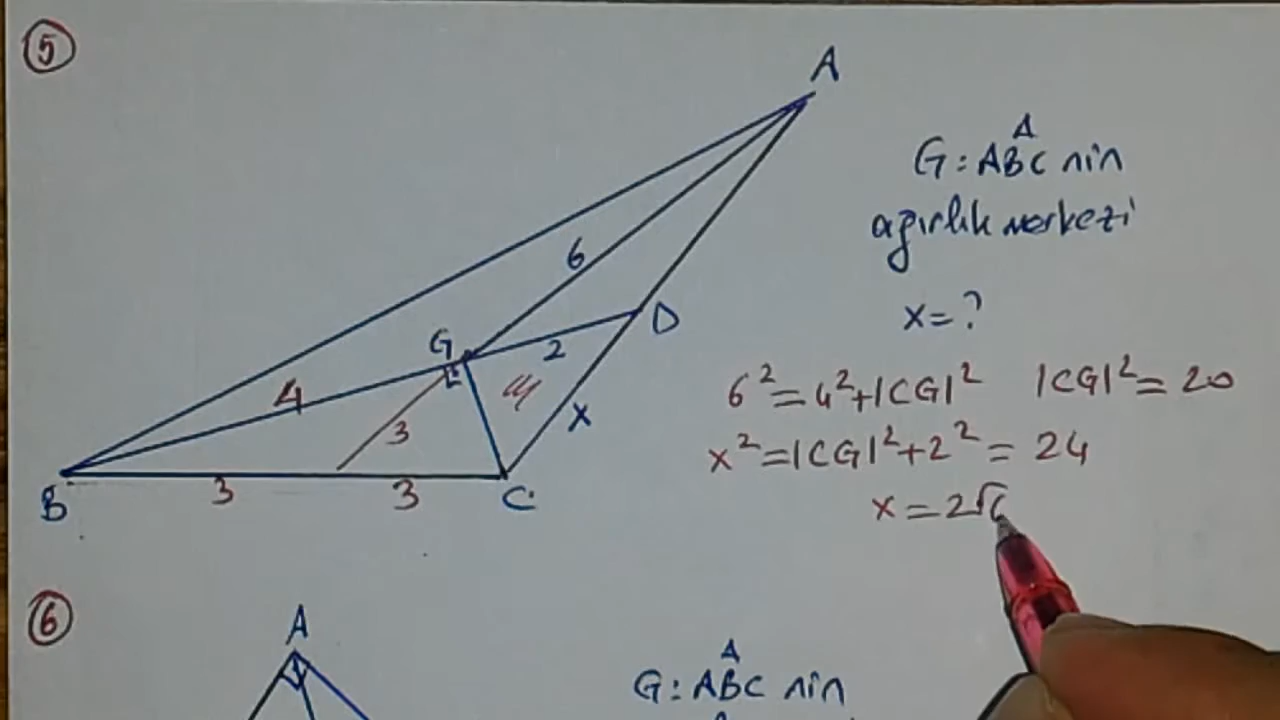 5
A
A
G : ABC nin
ağırlık merkezi
x = ?
6
G
D
2
4
x
3
B
3
3
C
6² = 4² + |CG|² |CG|² = 20
x² = |CG|² + 2² = 24
x = 2√6
6
A
A
G : ABC nin